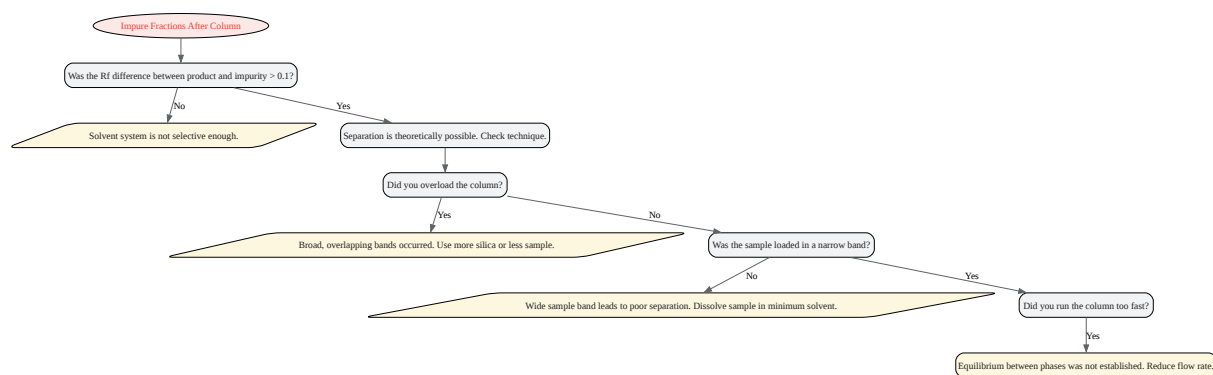 Impure Fractions After Column
Was the Rf difference between product and impurity > 0.1?
No
Yes
Solvent system is not selective enough.
Separation is theoretically possible. Check technique.
Did you overload the column?
Yes
No
Broad, overlapping bands occurred. Use more silica or less sample.
Was the sample loaded in a narrow band?
No
Yes
Wide sample band leads to poor separation. Dissolve sample in minimum solvent.
Did you run the column too fast?
Yes
Equilibrium between phases was not established. Reduce flow rate.